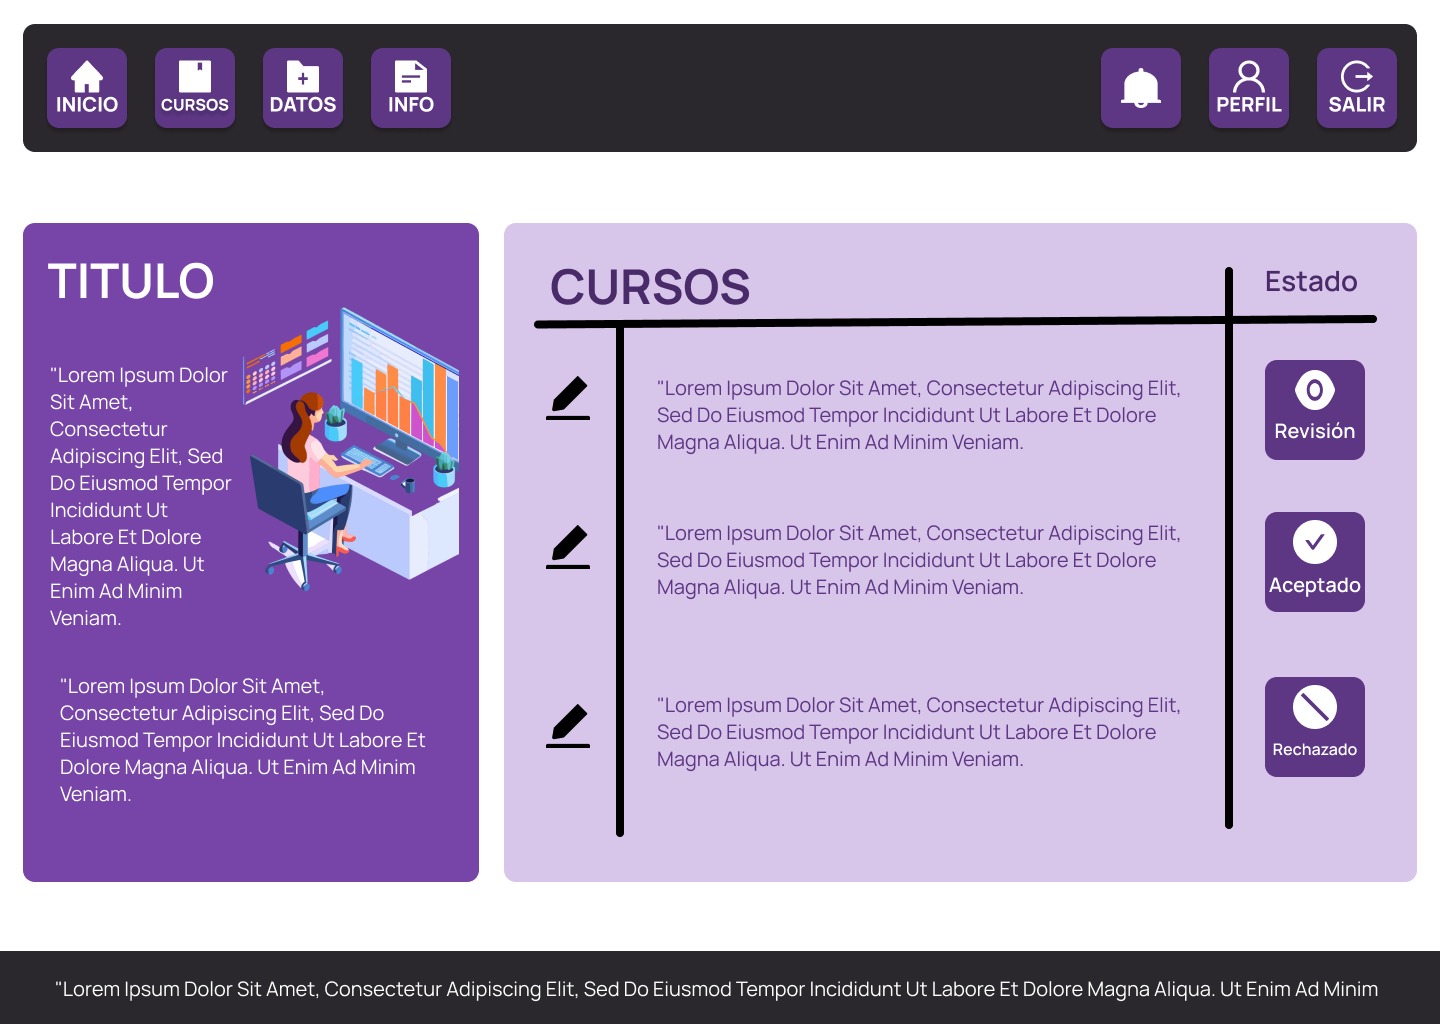 INICIO
CURSOS
DATOS
INFO
PERFIL
SALIR
TITULO
"Lorem Ipsum Dolor
Sit Amet,
Consectetur
Adipiscing Elit, Sed
Do Eiusmod Tempor
Incididunt Ut
Labore Et Dolore
Magna Aliqua. Ut
Enim Ad Minim
Veniam.
"Lorem Ipsum Dolor Sit Amet,
Consectetur Adipiscing Elit, Sed Do
Eiusmod Tempor Incididunt Ut Labore Et
Dolore Magna Aliqua. Ut Enim Ad Minim
Veniam.
CURSOS
Estado
"Lorem Ipsum Dolor Sit Amet, Consectetur Adipiscing Elit,
Sed Do Eiusmod Tempor Incididunt Ut Labore Et Dolore
Magna Aliqua. Ut Enim Ad Minim Veniam.
Revisión
"Lorem Ipsum Dolor Sit Amet, Consectetur Adipiscing Elit,
Sed Do Eiusmod Tempor Incididunt Ut Labore Et Dolore
Magna Aliqua. Ut Enim Ad Minim Veniam.
Aceptado
"Lorem Ipsum Dolor Sit Amet, Consectetur Adipiscing Elit,
Sed Do Eiusmod Tempor Incididunt Ut Labore Et Dolore
Magna Aliqua. Ut Enim Ad Minim Veniam.
Rechazado
"Lorem Ipsum Dolor Sit Amet, Consectetur Adipiscing Elit, Sed Do Eiusmod Tempor Incididunt Ut Labore Et Dolore Magna Aliqua. Ut Enim Ad Minim